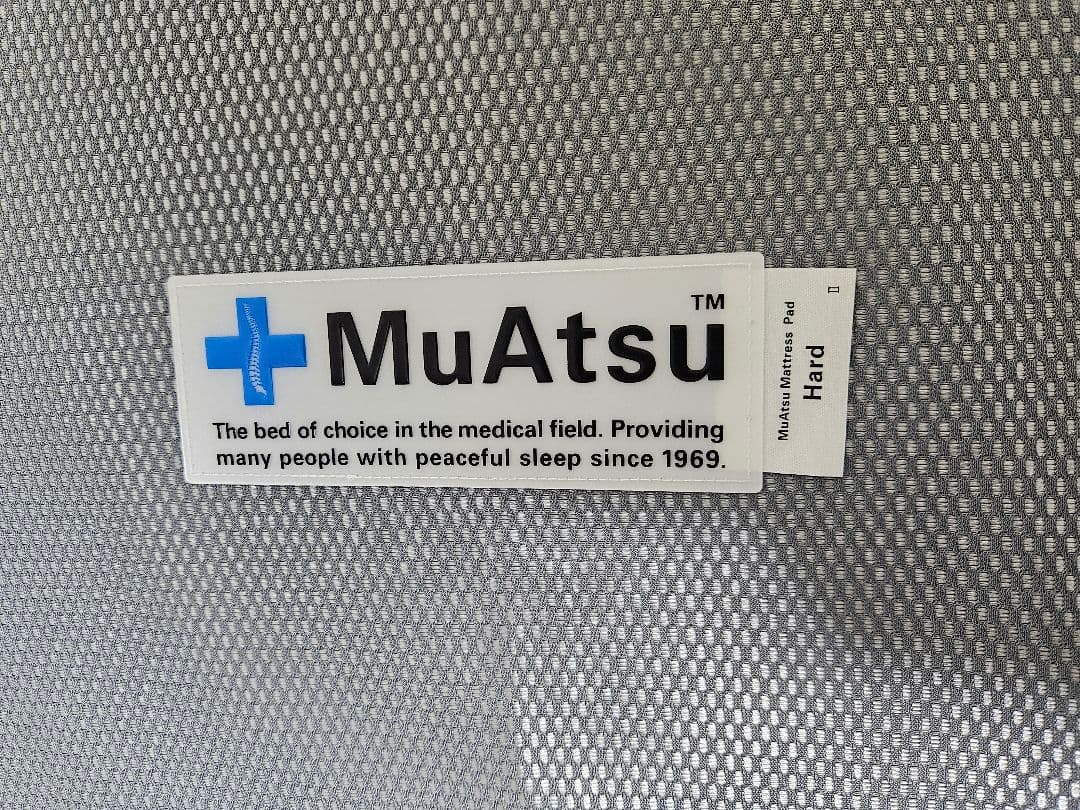 MuAtsu™
The bed of choice in the medical field. Providing
many people with peaceful sleep since 1969.
MuAtsu Mattress Pad
Hard